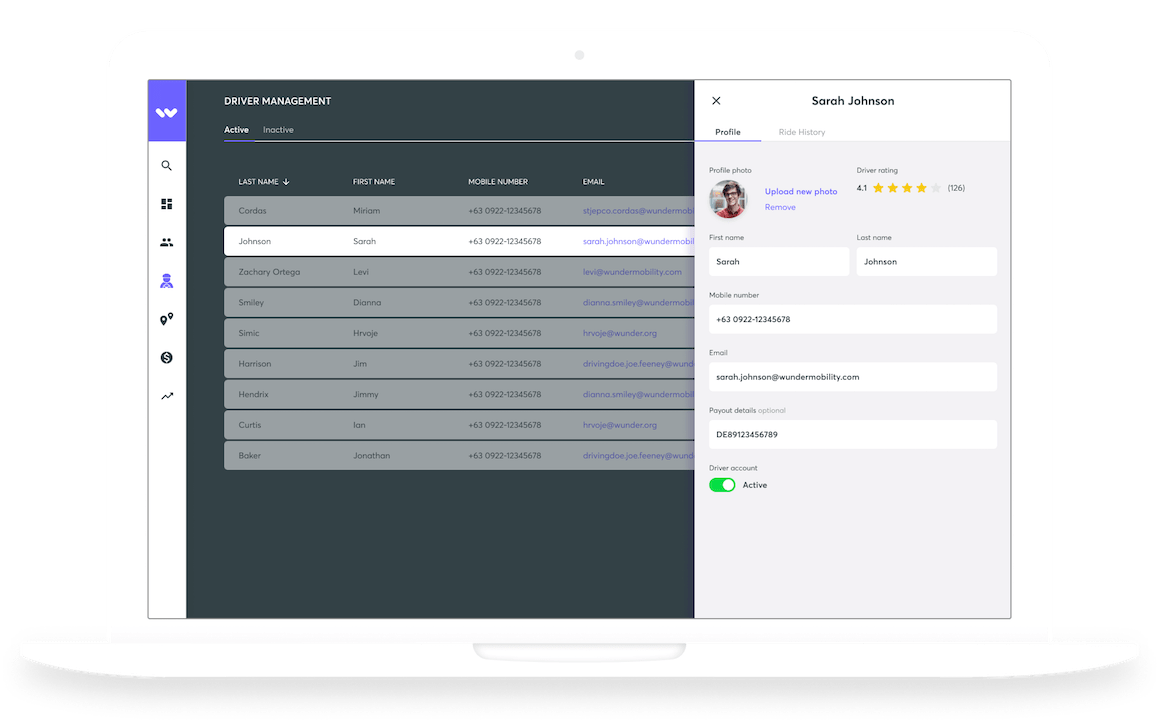 DRIVER MANAGEMENT
Active Inactive
LAST NAME FIRST NAME MOBILE NUMBER EMAIL
Cordas Miriam +63 0922-12345678 stjepco.cordas@wundermobil
Johnson Sarah +63 0922-12345678 sarah.johnson@wundermobil
Zachary Ortega Levi +63 0922-12345678 levi@wundermobility.com
Smiley Dianna +63 0922-12345678 dianna.smiley@wundermobil
Simic Hrvoje +63 0922-12345678 hrvoje@wunder.org
Harrison Jim +63 0922-12345678 drivingdoe.joe.feeney@wund
Hendrix Jimmy +63 0922-12345678 dianna.smiley@wundermobil
Curtis Ian +63 0922-12345678 hrvoje@wunder.org
Baker Jonathan +63 0922-12345678 drivingdoe.joe.feeney@wund
Sarah Johnson
Profile Ride History
Profile photo Driver rating
Upload new photo 4.1 (126)
Remove
First name Last name
Sarah Johnson
Mobile number
+63 0922-12345678
Email
sarah.johnson@wundermobility.com
Payout details optional
DE89123456789
Driver account
Active